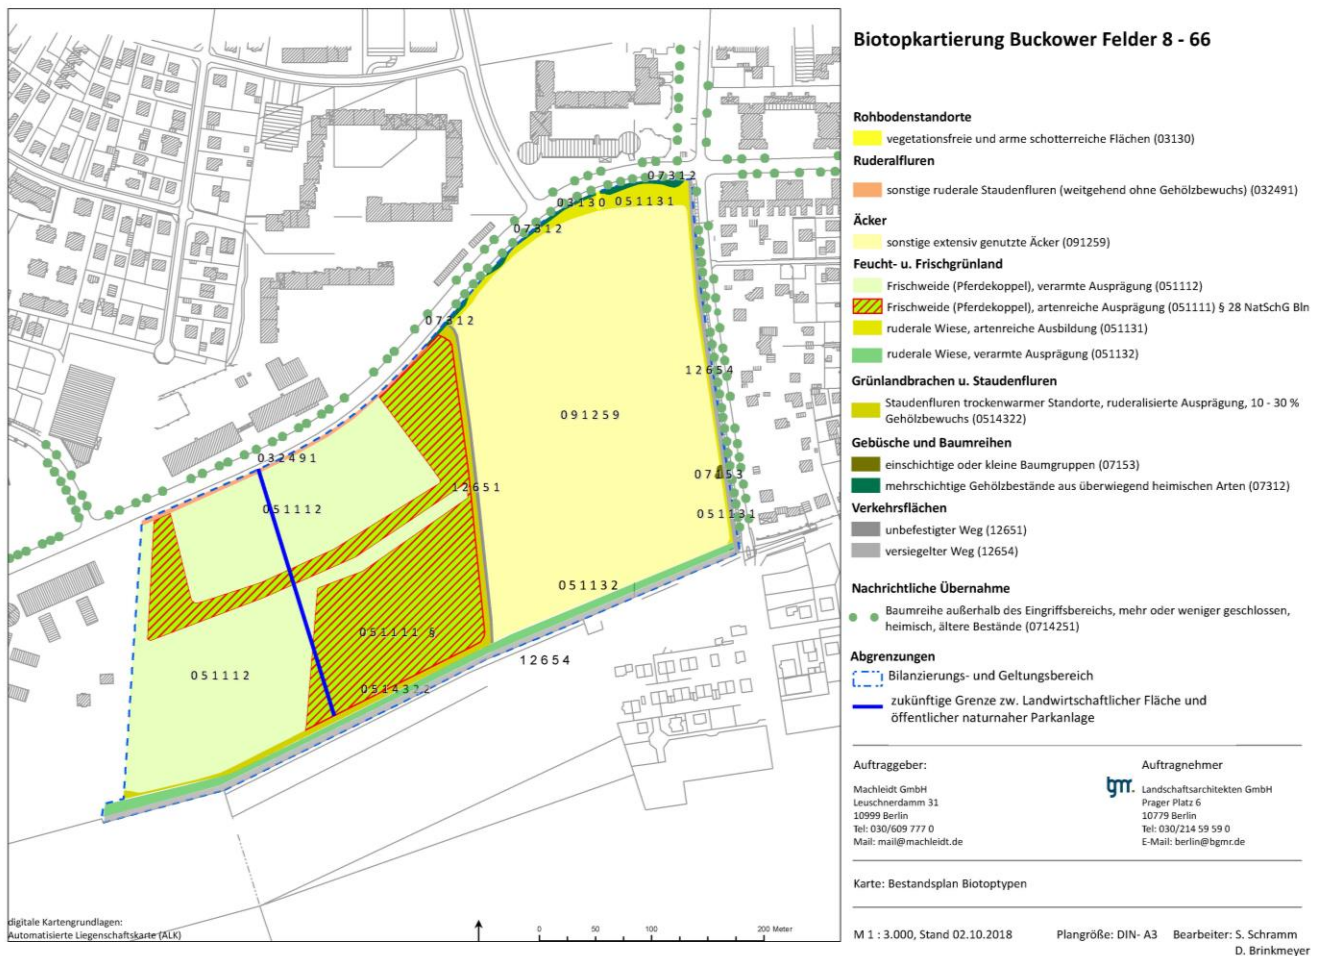 Biotopkartierung Buckower Felder 8 - 66
Rohbodenstandorte
vegetationsfreie und arme schotterreiche Flächen (03130)
Ruderalfluren
sonstige ruderale Staudenfluren (weitgehend ohne Gehölzbewuchs) (032491)
Äcker
sonstige extensiv genutzte Äcker (091259)
Feucht- u. Frischgrünland
Frischweide (Pferdekoppel), verarmte Ausprägung (051112)
Frischweide (Pferdekoppel), artenreiche Ausprägung (051111) § 28 NatSchG Bln
ruderale Wiese, artenreiche Ausbildung (051131)
ruderale Wiese, verarmte Ausprägung (051132)
Grünlandbrachen u. Staudenfluren
Staudenfluren trockenwarmer Standorte, ruderalisierte Ausprägung, 10 - 30 %
Gehölzbewuchs (0514322)
Gebüsche und Baumreihen
einschichtige oder kleine Baumgruppen (07153)
mehrschichtige Gehölzbestände aus überwiegend heimischen Arten (07312)
Verkehrsflächen
unbefestigter Weg (12651)
versiegelter Weg (12654)
Nachrichtliche Übernahme
Baumreihe außerhalb des Eingriffsbereichs, mehr oder weniger geschlossen,
heimisch, ältere Bestände (0714251)
Abgrenzungen
Bilanzierungs- und Geltungsbereich
zukünftige Grenze zw. Landwirtschaftlicher Fläche und
öffentlicher naturnaher Parkanlage
Auftraggeber:
Machleidt GmbH
Leuschnerdamm 31
10999 Berlin
Tel: 030/609 777 0
Mail: mail@machleidt.de
Auftragnehmer
bgmr.
Landschaftsarchitekten GmbH
Prager Platz 6
10779 Berlin
Tel: 030/214 59 59 0
E-Mail: berlin@bgmr.de
Karte: Bestandsplan Biotoptypen
M 1 : 3.000, Stand 02.10.2018
Plangröße: DIN- A3
Bearbeiter: S. Schramm
D. Brinkmeyer
07312
03130
051131
07312
07312
12654
091259
032491
07153
12651
051112
051131
051132
051111 §
12654
051112
0514322
digitale Kartengrundlagen:
Automatisierte Liegenschaftskarte (ALK)
0 50 100 200 Meter